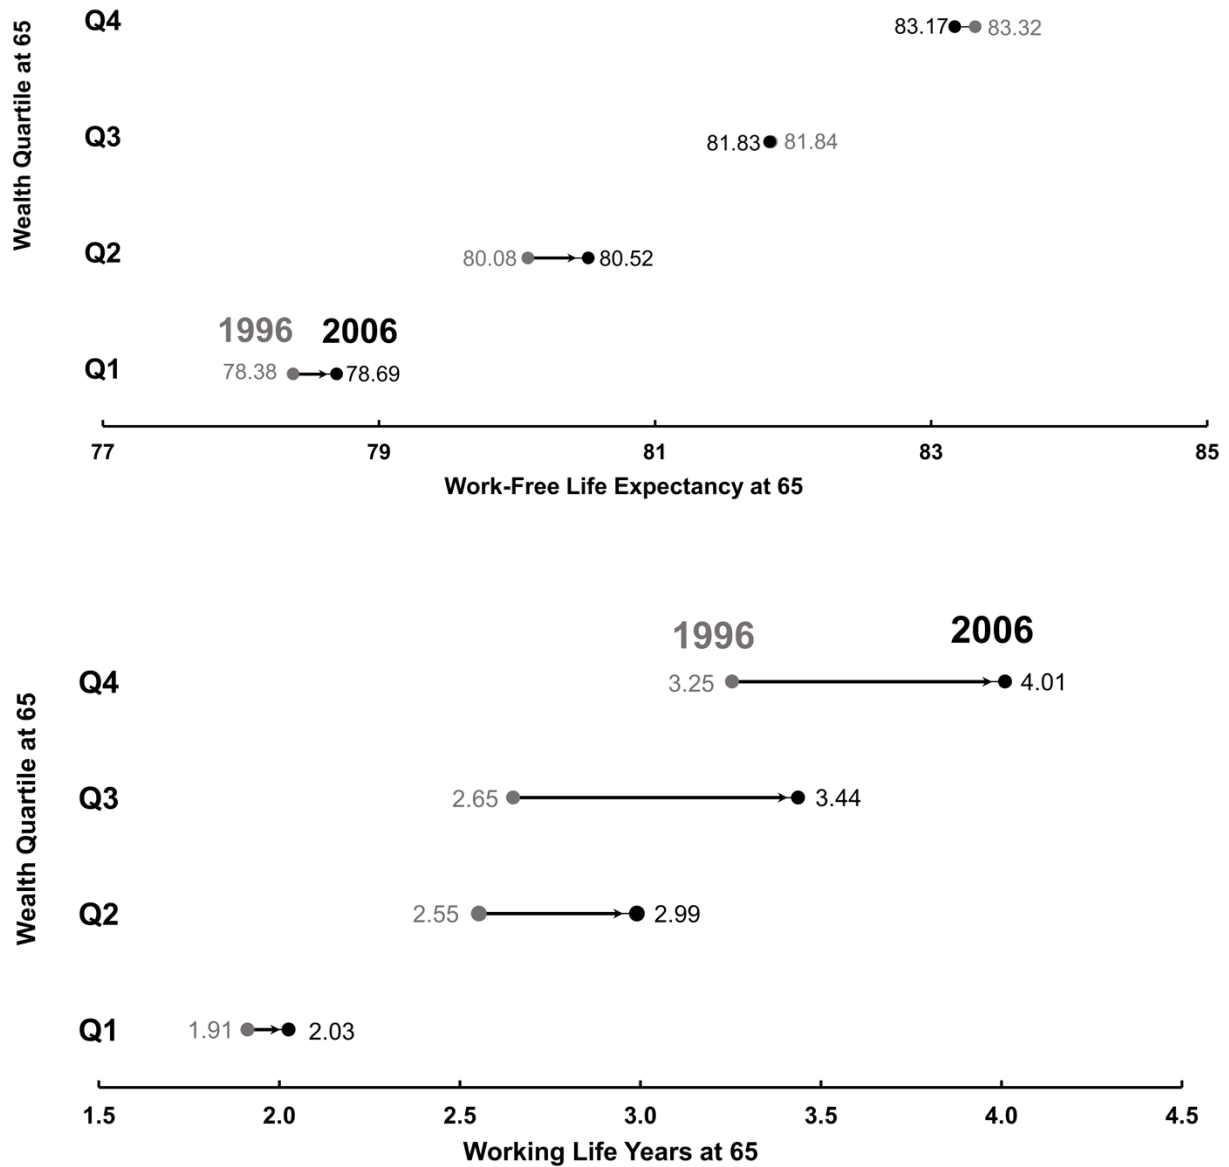 Wealth Quartile at 65
Q4
83.17 83.32
Q3
81.83 81.84
Q2
80.08 80.52
1996 2006
Q1
78.38 78.69
77 79 81 83 85
Work-Free Life Expectancy at 65
Wealth Quartile at 65
1996 2006
Q4
3.25 4.01
Q3
2.65 3.44
Q2
2.55 2.99
Q1
1.91 2.03
1.5 2.0 2.5 3.0 3.5 4.0 4.5
Working Life Years at 65